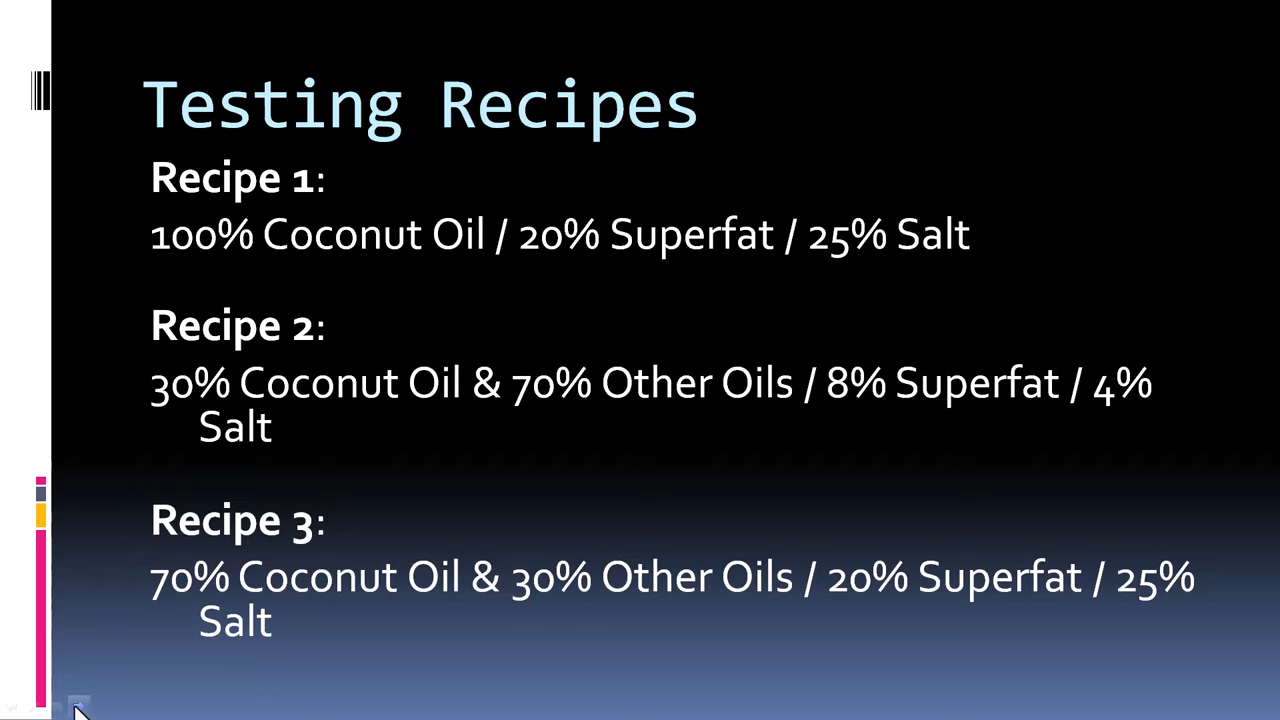 Testing Recipes
Recipe 1:
100% Coconut Oil / 20% Superfat / 25% Salt
Recipe 2:
30% Coconut Oil & 70% Other Oils / 8% Superfat / 4%
Salt
Recipe 3:
70% Coconut Oil & 30% Other Oils / 20% Superfat / 25%
Salt